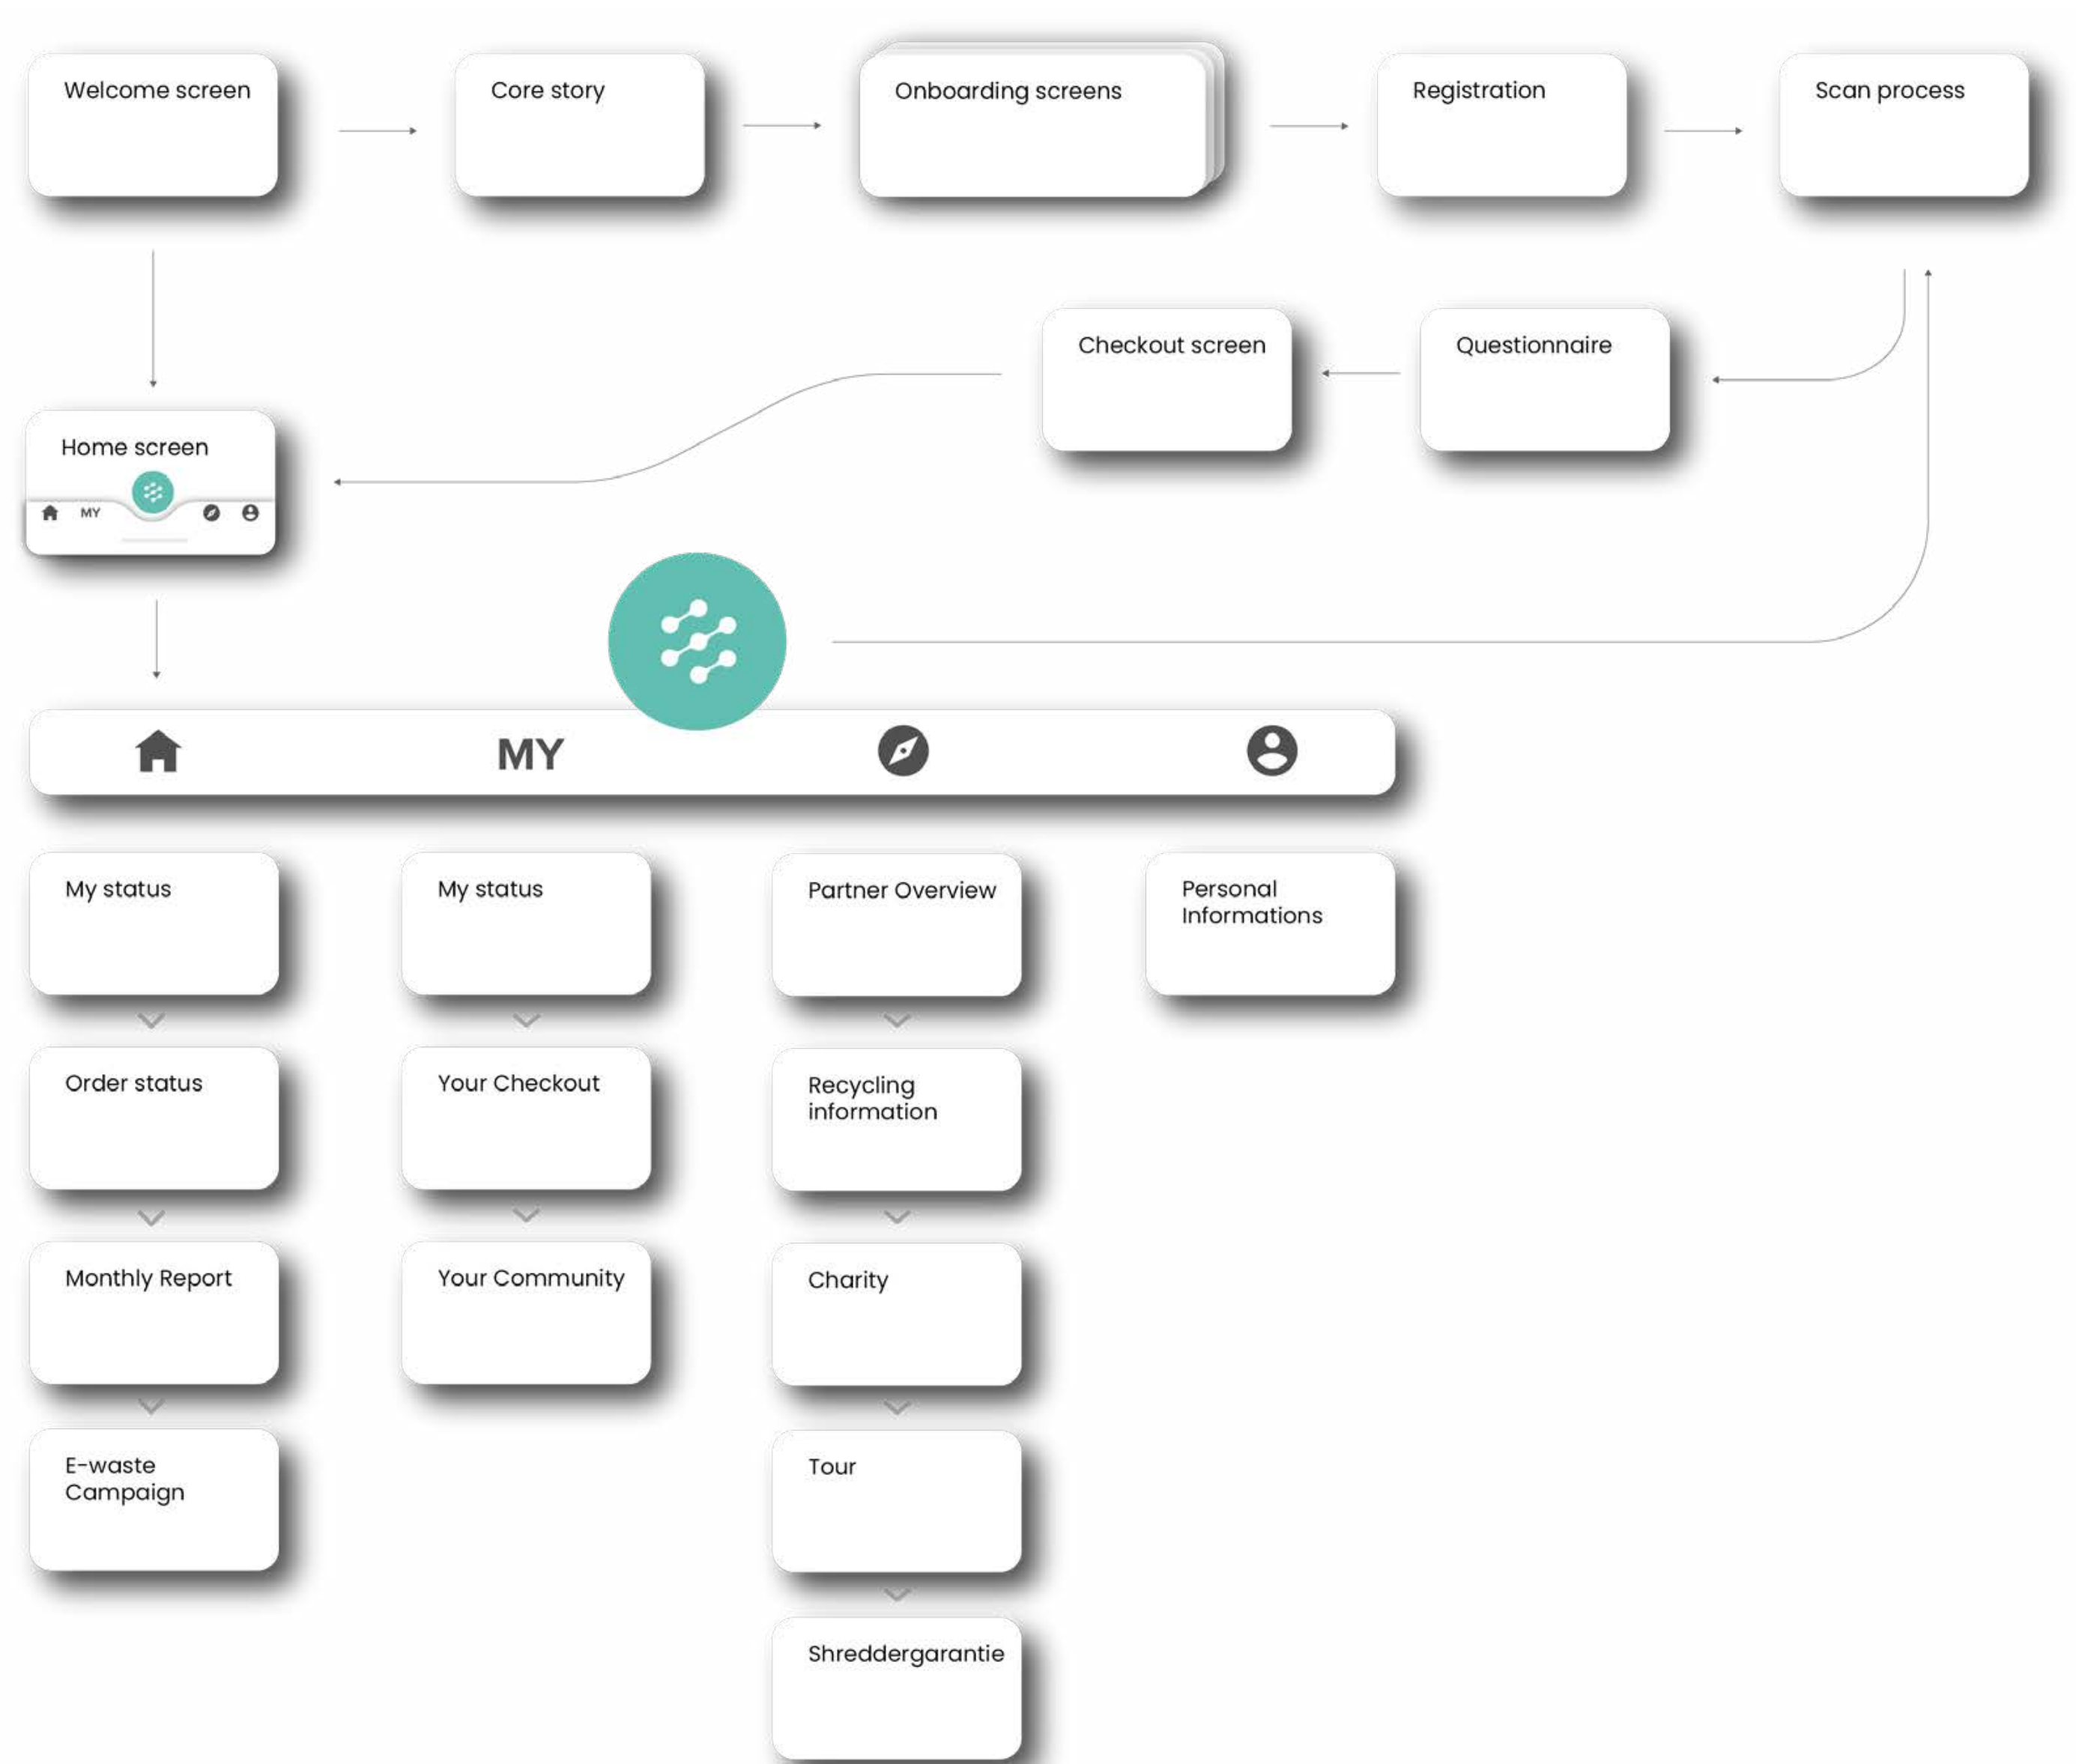 Welcome screen
Core story
Onboarding screens
Registration
Scan process
Checkout screen
Questionnaire
Home screen
MY
MY
My status
My status
Partner Overview
Personal
Informations
Order status
Your Checkout
Recycling
information
Monthly Report
Your Community
Charity
E-waste
Campaign
Tour
Shreddergarantie